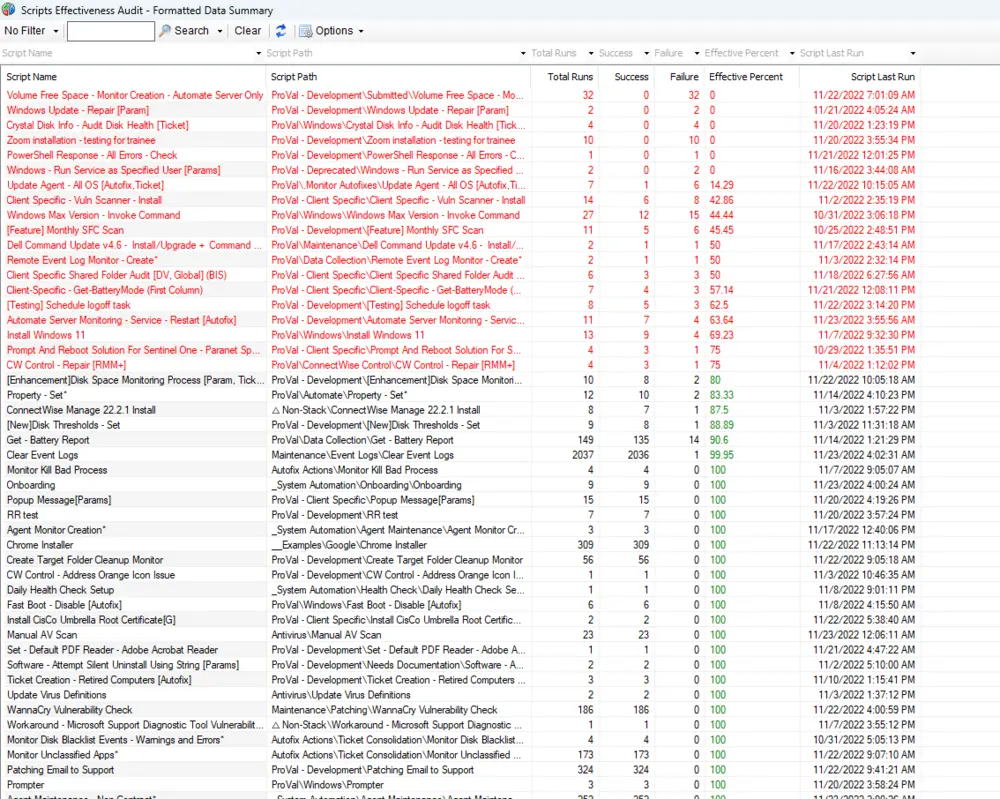 Scripts Effectiveness Audit - Formatted Data Summary
No Filter Search Clear Options
Script Name Script Path Total Runs Success Failure Effective Percent Script Last Run
Script Name Script Path Total Runs Success Failure Effective Percent Script Last Run
Volume Free Space - Monitor Creation - Automate Server Only ProVal - Development\Submitted\Volume Free Space - Mo... 32 0 32 0 11/22/2022 7:01:09 AM
Windows Update - Repair [Param] ProVal - Development\Windows Update - Repair [Param] 2 0 2 0 11/21/2022 4:05:24 AM
Crystal Disk Info - Audit Disk Health [Ticket] ProVal\Windows\Crystal Disk Info - Audit Disk Health [Tick... 4 0 4 0 11/20/2022 1:23:19 PM
Zoom installation - testing for trainee ProVal - Development\Zoom installation - testing for trainee 10 0 10 0 11/20/2022 3:55:34 PM
PowerShell Response - All Errors - Check ProVal - Development\PowerShell Response - All Errors - C... 1 0 1 0 11/21/2022 12:01:25 PM
Windows - Run Service as Specified User [Params] ProVal - Deprecated\Windows - Run Service as Specified ... 2 0 2 0 11/16/2022 3:44:08 AM
Update Agent - All OS [Autofix,Ticket] ProVal\.Monitor Autofixes\Update Agent - All OS [Autofix,Ti... 7 1 6 14.29 11/22/2022 10:15:05 AM
Client Specific - Vuln Scanner - Install ProVal - Client Specific\Client Specific - Vuln Scanner - Install 14 6 8 42.86 11/2/2022 2:35:19 PM
Windows Max Version - Invoke Command ProVal\Windows\Windows Max Version - Invoke Command 27 12 15 44.44 10/31/2022 3:06:18 PM
[Feature] Monthly SFC Scan ProVal - Development\[Feature] Monthly SFC Scan 11 5 6 45.45 10/25/2022 2:48:51 PM
Dell Command Update v4.6 - Install/Upgrade + Command ... ProVal\Maintenance\Dell Command Update v4.6 - Install/... 2 1 1 50 11/17/2022 2:43:14 AM
Remote Event Log Monitor - Create* ProVal\Data Collection\Remote Event Log Monitor - Create* 2 1 1 50 11/3/2022 2:32:14 PM
Client Specific Shared Folder Audit [DV, Global] (BIS) ProVal - Client Specific\Client Specific Shared Folder Audit ... 6 3 3 50 11/18/2022 6:27:56 AM
Client-Specific - Get-BatteryMode (First Column) ProVal - Client Specific\Client-Specific - Get-BatteryMode (... 7 4 3 57.14 11/21/2022 12:08:11 PM
[Testing] Schedule logoff task ProVal - Development\[Testing] Schedule logoff task 8 5 3 62.5 11/22/2022 3:14:20 PM
Automate Server Monitoring - Service - Restart [Autofix] ProVal - Development\Automate Server Monitoring - Servic... 11 7 4 63.64 11/23/2022 3:55:56 AM
Install Windows 11 ProVal\Windows\Install Windows 11 13 9 4 69.23 11/7/2022 9:32:30 PM
Prompt And Reboot Solution For Sentinel One - Paranet Sp... ProVal - Client Specific\Prompt And Reboot Solution For S... 4 3 1 75 10/29/2022 1:35:51 PM
CW Control - Repair [RMM+] ProVal\ConnectWise Control\CW Control - Repair [RMM+] 4 3 1 75 11/4/2022 1:12:02 PM
[Enhancement]Disk Space Monitoring Process [Param, Tick... ProVal - Development\[Enhancement]Disk Space Monitori... 10 8 2 80 11/22/2022 10:05:18 AM
Property - Set* ProVal\Automate\Property - Set* 12 10 2 83.33 11/14/2022 4:10:23 PM
ConnectWise Manage 22.2.1 Install △ Non-Stack\ConnectWise Manage 22.2.1 Install 8 7 1 87.5 11/3/2022 1:57:22 PM
[New]Disk Thresholds - Set ProVal - Development\[New]Disk Thresholds - Set 9 8 1 88.89 11/3/2022 11:31:18 AM
Get - Battery Report ProVal\Data Collection\Get - Battery Report 149 135 14 90.6 11/14/2022 1:21:29 PM
Clear Event Logs Maintenance\Event Logs\Clear Event Logs 2037 2036 1 99.95 11/23/2022 4:02:31 AM
Monitor Kill Bad Process Autofix Actions\Monitor Kill Bad Process 4 4 0 100 11/7/2022 9:05:07 AM
Onboarding _System Automation\Onboarding\Onboarding 9 9 0 100 11/23/2022 4:00:24 AM
Popup Message[Params] ProVal - Client Specific\Popup Message[Params] 15 15 0 100 11/20/2022 4:19:26 PM
RR test ProVal - Development\RR test 7 7 0 100 11/20/2022 3:57:24 PM
Agent Monitor Creation* _System Automation\Agent Maintenance\Agent Monitor Cr... 3 3 0 100 11/17/2022 12:40:06 PM
Chrome Installer __Examples\Google\Chrome Installer 309 309 0 100 11/22/2022 11:13:14 PM
Create Target Folder Cleanup Monitor ProVal - Development\Create Target Folder Cleanup Monitor 56 56 0 100 11/22/2022 9:05:18 AM
CW Control - Address Orange Icon Issue ProVal - Development\CW Control - Address Orange Icon I... 1 1 0 100 11/3/2022 10:46:35 AM
Daily Health Check Setup _System Automation\Health Check\Daily Health Check Se... 1 1 0 100 11/8/2022 9:01:11 PM
Fast Boot - Disable [Autofix] ProVal\Windows\Fast Boot - Disable [Autofix] 6 6 0 100 11/8/2022 4:15:50 AM
Install CisCo Umbrella Root Certificate[G] ProVal - Client Specific\Install CisCo Umbrella Root Certific... 2 2 0 100 11/22/2022 5:38:40 AM
Manual AV Scan Antivirus\Manual AV Scan 23 23 0 100 11/23/2022 12:06:11 AM
Set - Default PDF Reader - Adobe Acrobat Reader ProVal - Development\Set - Default PDF Reader - Adobe A... 1 1 0 100 11/21/2022 4:47:22 AM
Software - Attempt Silent Uninstall Using String [Params] ProVal - Development\Needs Documentation\Software - A... 2 2 0 100 11/2/2022 5:10:00 AM
Ticket Creation - Retired Computers [Autofix] ProVal - Development\Ticket Creation - Retired Computers ... 3 3 0 100 11/10/2022 1:15:41 PM
Update Virus Definitions Antivirus\Update Virus Definitions 2 2 0 100 11/3/2022 1:37:12 PM
WannaCry Vulnerability Check Maintenance\Patching\WannaCry Vulnerability Check 186 186 0 100 11/22/2022 4:00:59 PM
Workaround - Microsoft Support Diagnostic Tool Vulnerabilit... △ Non-Stack\Workaround - Microsoft Support Diagnostic ... 1 1 0 100 11/7/2022 3:55:12 PM
Monitor Disk Blacklist Events - Warnings and Errors* Autofix Actions\Ticket Consolidation\Monitor Disk Blacklist... 4 4 0 100 10/31/2022 5:05:13 PM
Monitor Unclassified Apps* Autofix Actions\Ticket Consolidation\Monitor Unclassified ... 173 173 0 100 11/22/2022 9:07:10 AM
Patching Email to Support ProVal - Development\Patching Email to Support 324 324 0 100 11/22/2022 9:41:21 AM
Prompter ProVal\Windows\Prompter 3 3 0 100 11/20/2022 3:58:24 PM